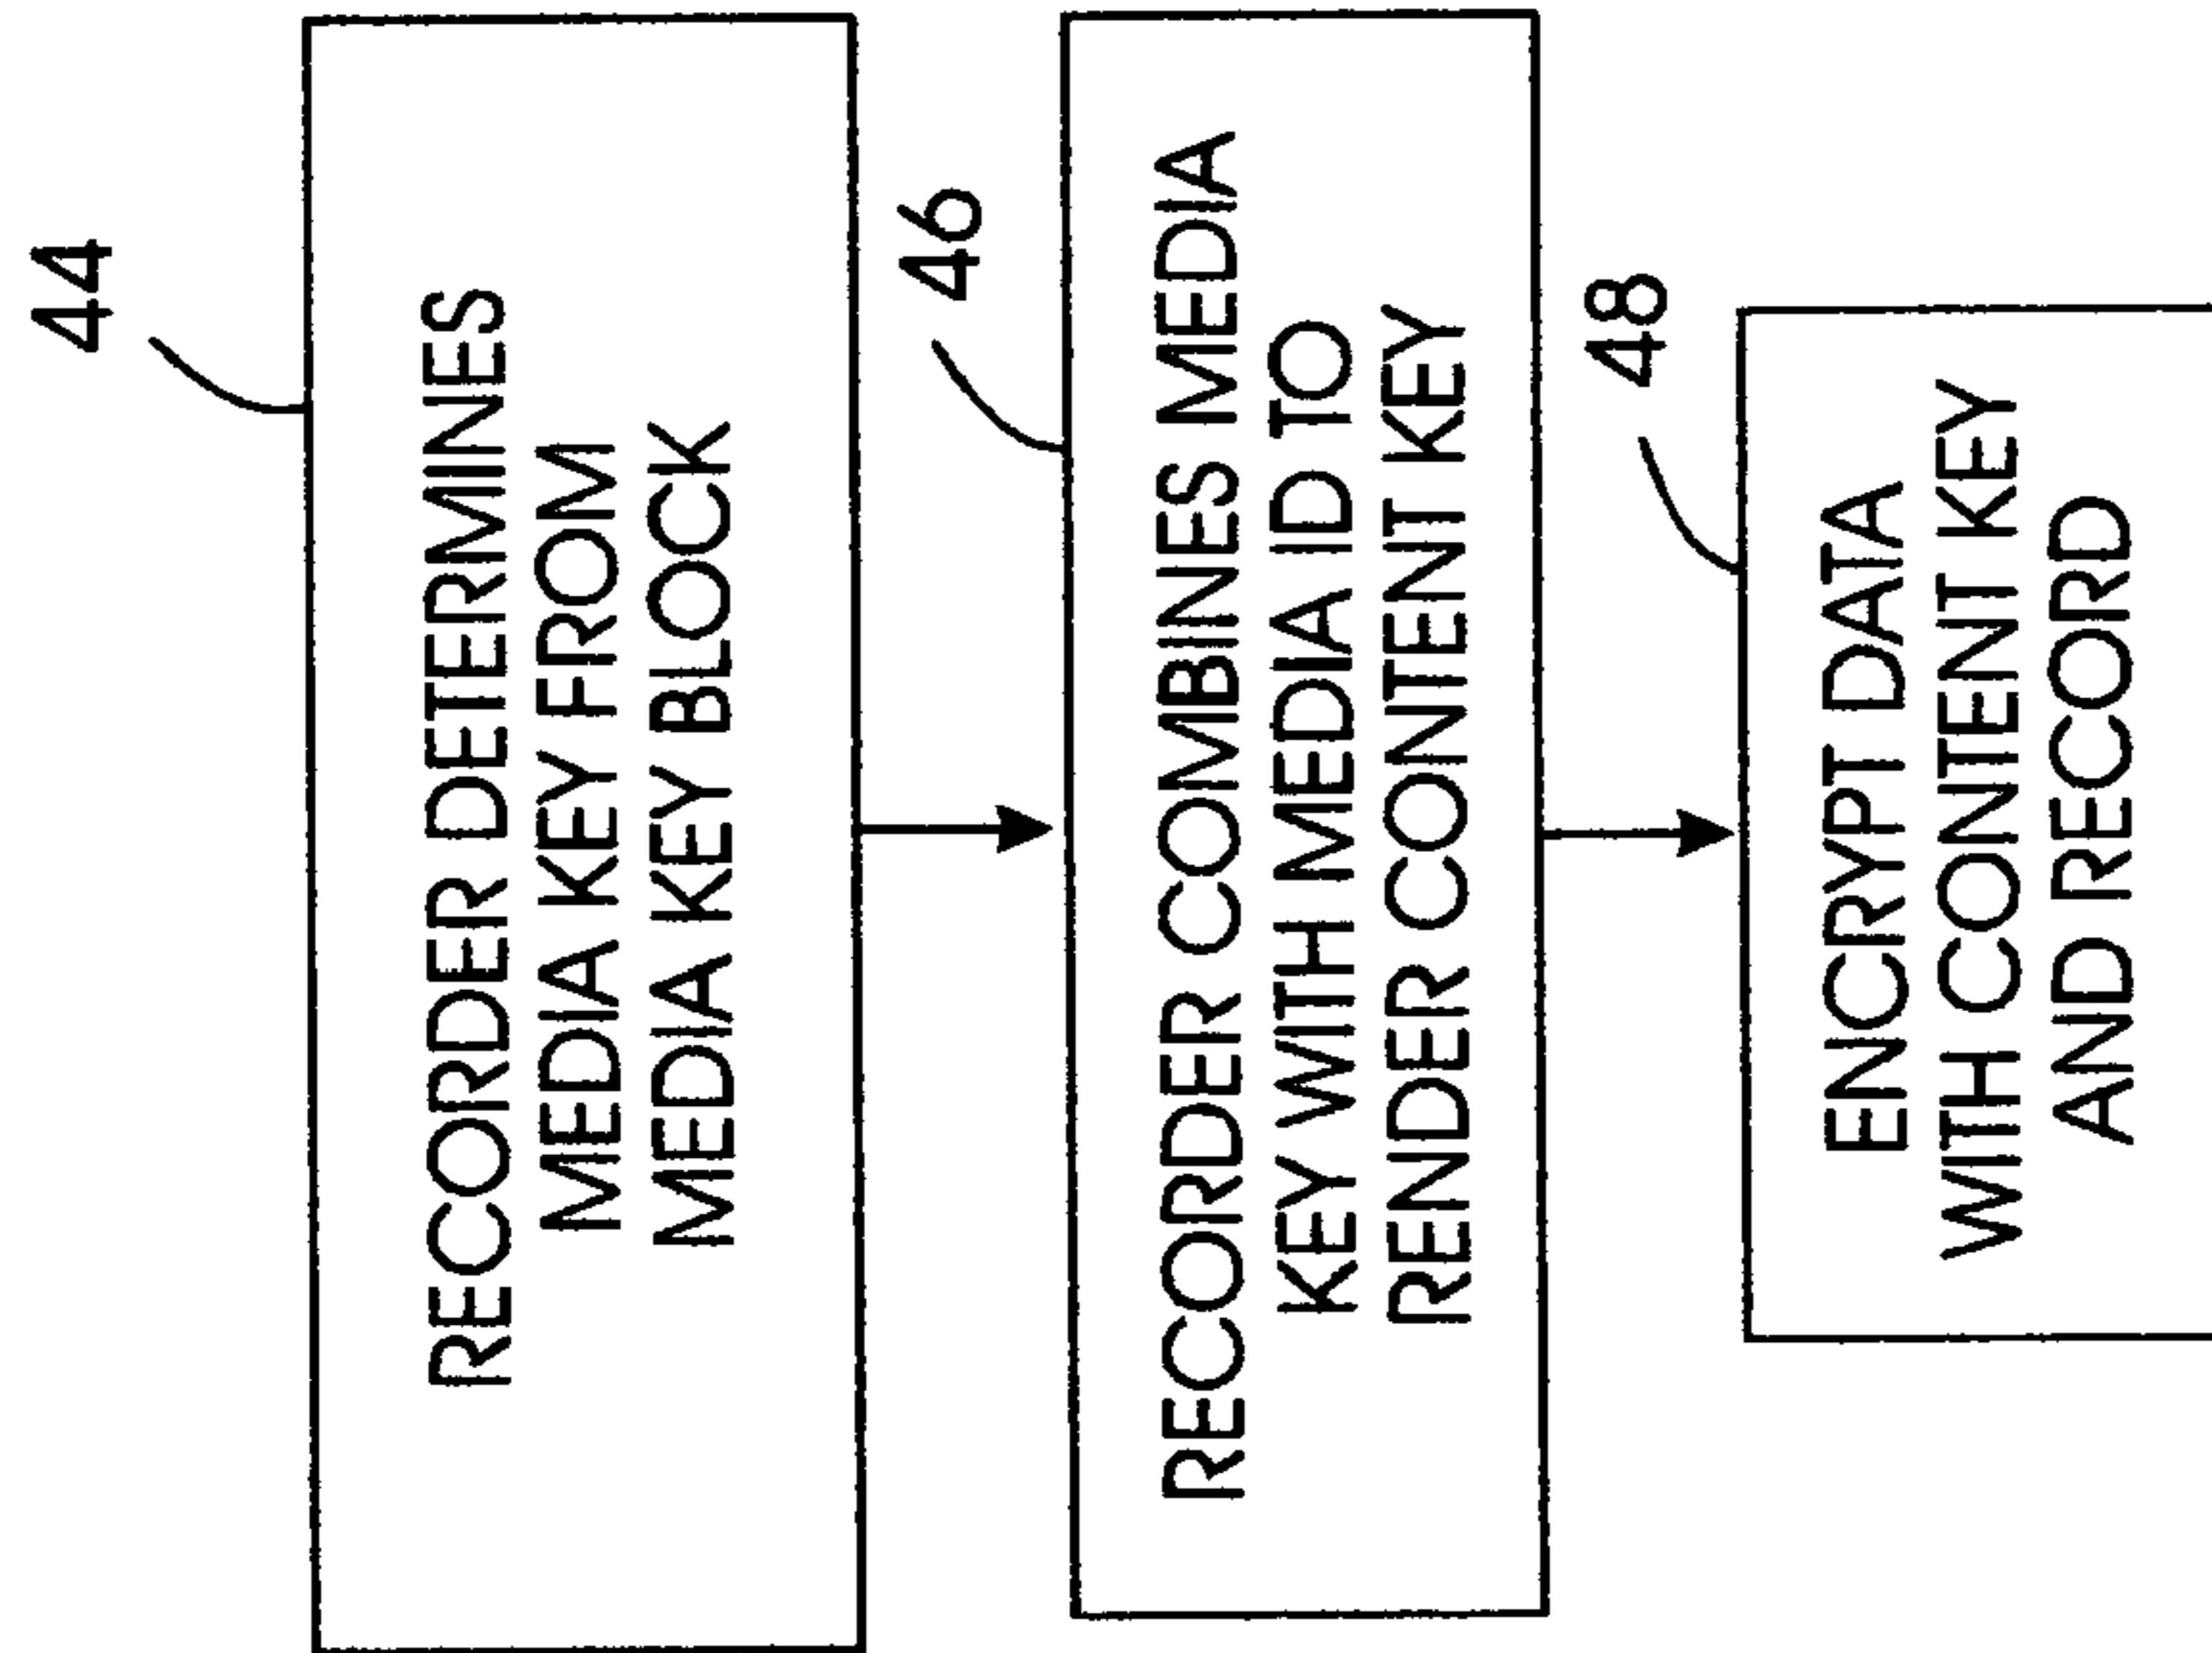 44
RECORDER DETERMINES
MEDIA KEY FROM
MEDIA KEY BLOCK
46
RECORDER COMBINES MEDIA
KEY WITH MEDIA ID TO
RENDER CONTENT KEY
48
ENCRYPT DATA
WITH CONTENT KEY
AND RECORD